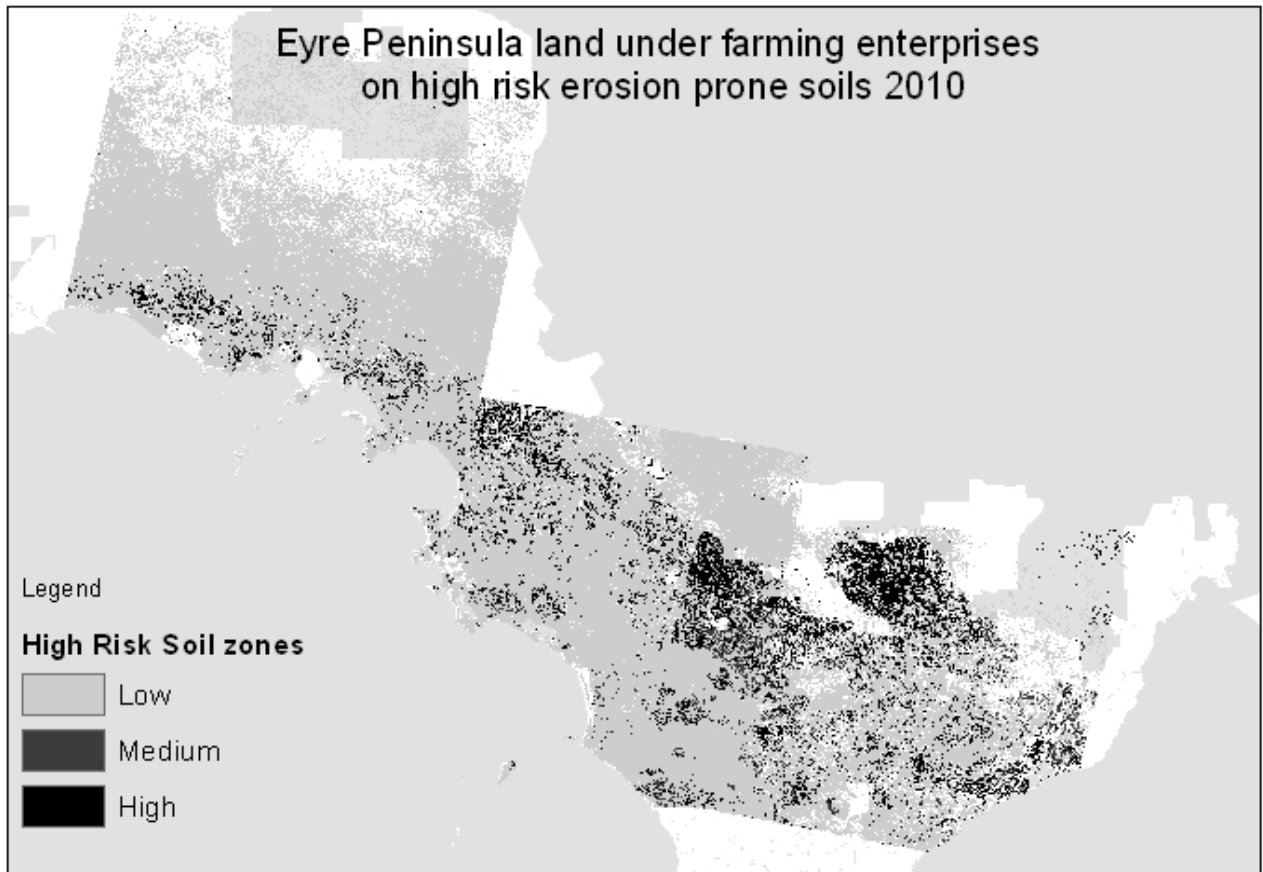 Eyre Peninsula land under farming enterprises
on high risk erosion prone soils 2010
Legend
High Risk Soil zones
Low
Medium
High